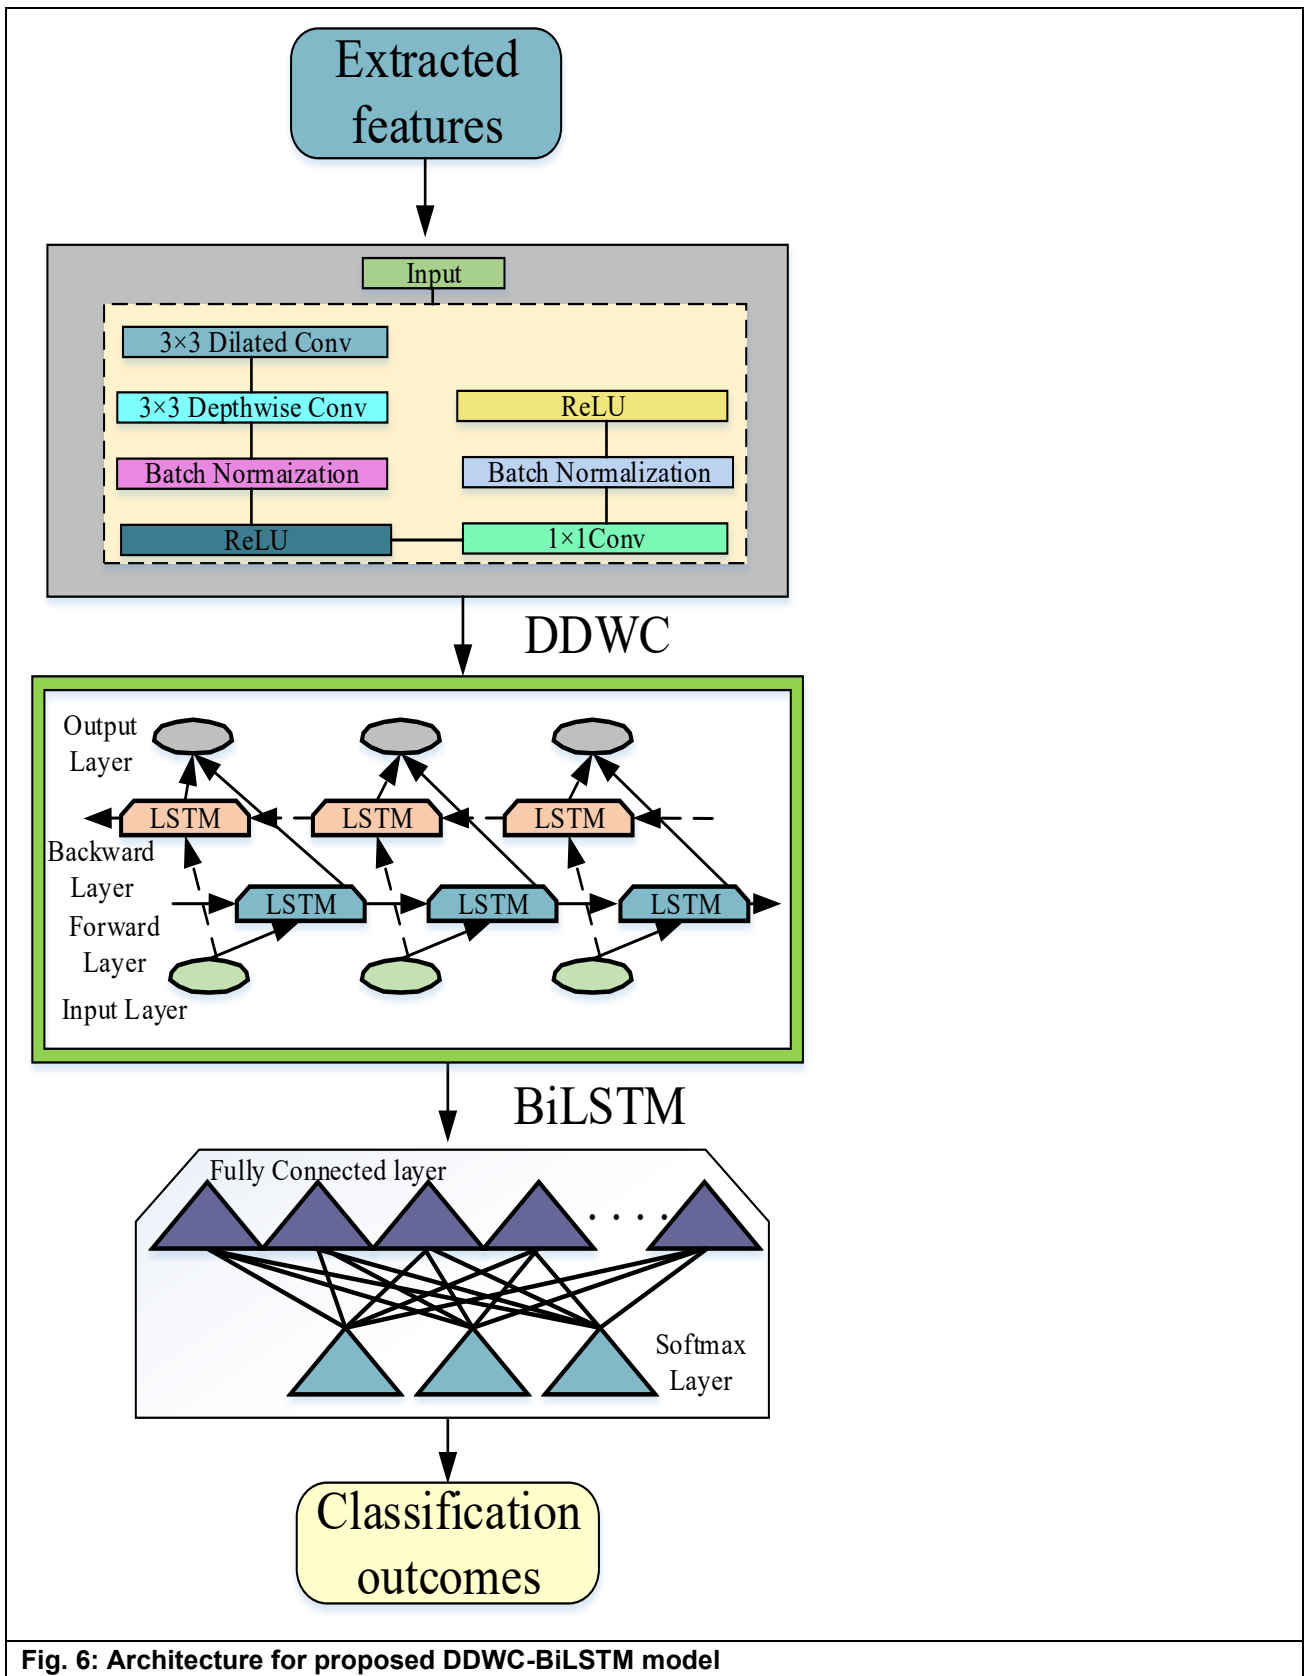 Extracted
features
Input
3×3 Dilated Conv
3×3 Depthwise Conv
Batch Normaization
ReLU
ReLU
Batch Normalization
1×1Conv
DDWC
Output
Layer
LSTM
LSTM
LSTM
Backward
Layer
LSTM
LSTM
LSTM
Forward
Layer
Input Layer
BiLSTM
Fully Connected layer
. . . .
Softmax
Layer
Classification
outcomes
Fig. 6: Architecture for proposed DDWC-BiLSTM model